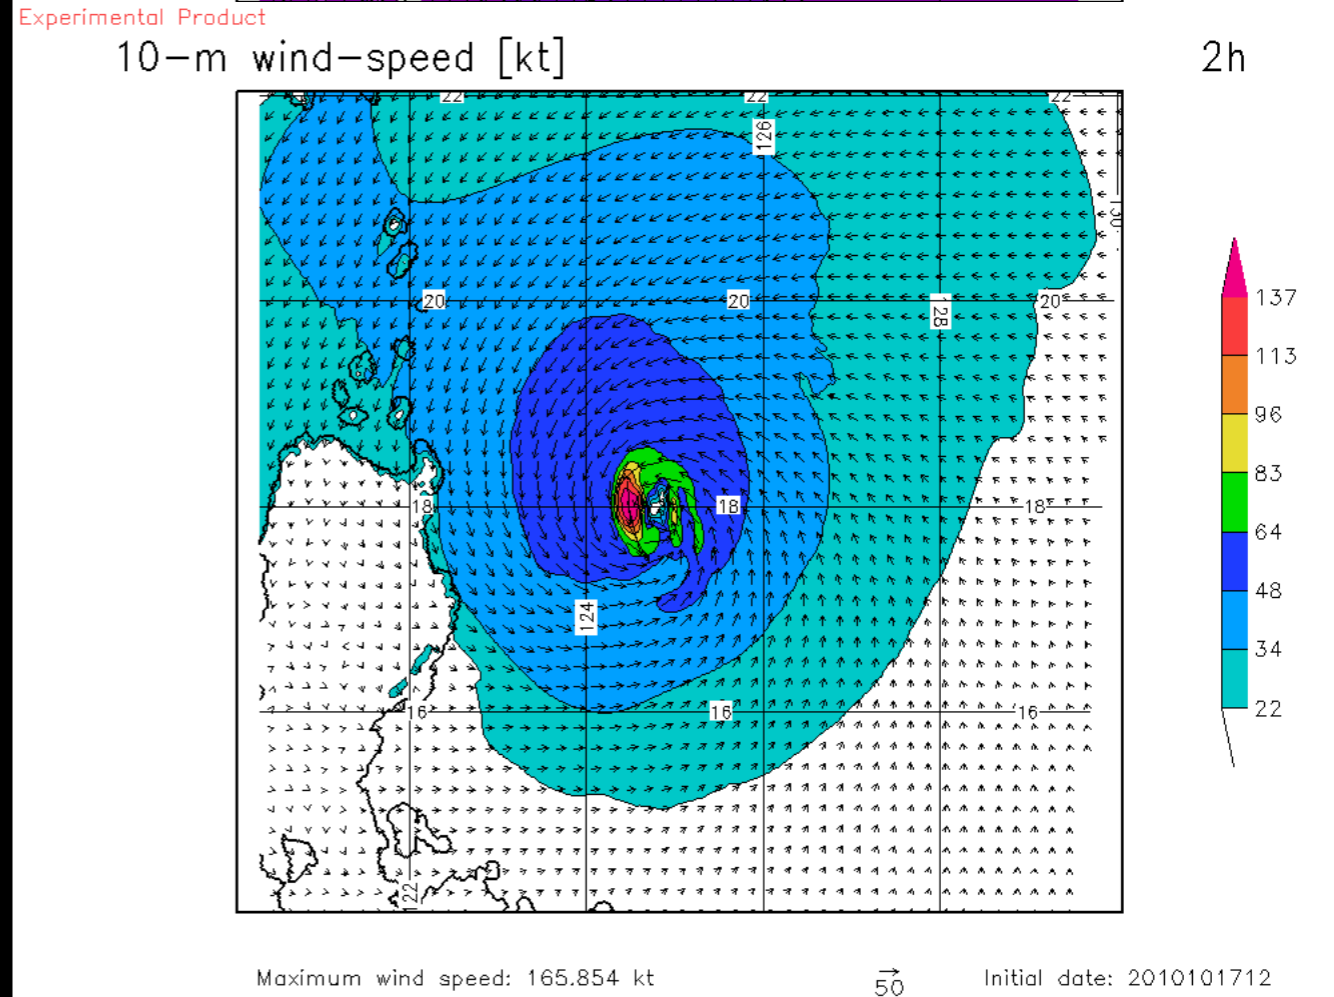 Experimental Product
10-m wind-speed [kt] 2h
22 22 22
126
130
20 20 128 20
137
113
96
83
64
48
34
22
18 18 18
124
16 16 16
122
Maximum wind speed: 165.854 kt 50 Initial date: 2010101712